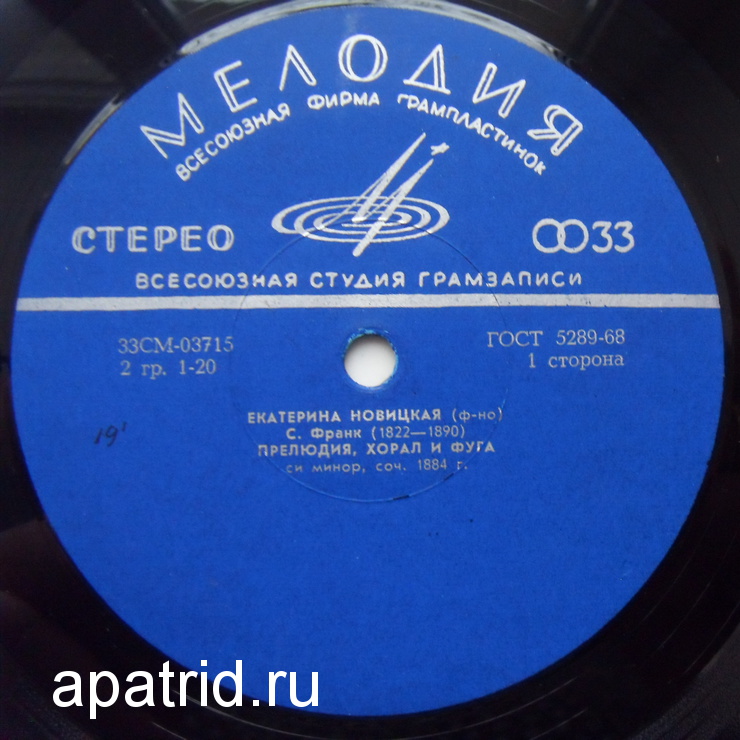 МЕЛОДИЯ
ВСЕСОЮЗНАЯ ФИРМА ГРАМПЛАСТИНОК
СТЕРЕО
33
ВСЕСОЮЗНАЯ СТУДИЯ ГРАМЗАПИСИ
33СМ-03715
ГОСТ 5289-68
2 гр. 1-20
1 сторона
19'
ЕКАТЕРИНА НОВИЦКАЯ (ф-но)
С. Франк (1822—1890)
ПРЕЛЮДИЯ, ХОРАЛ И ФУГА
си минор, соч. 1884 г.
apatrid.ru